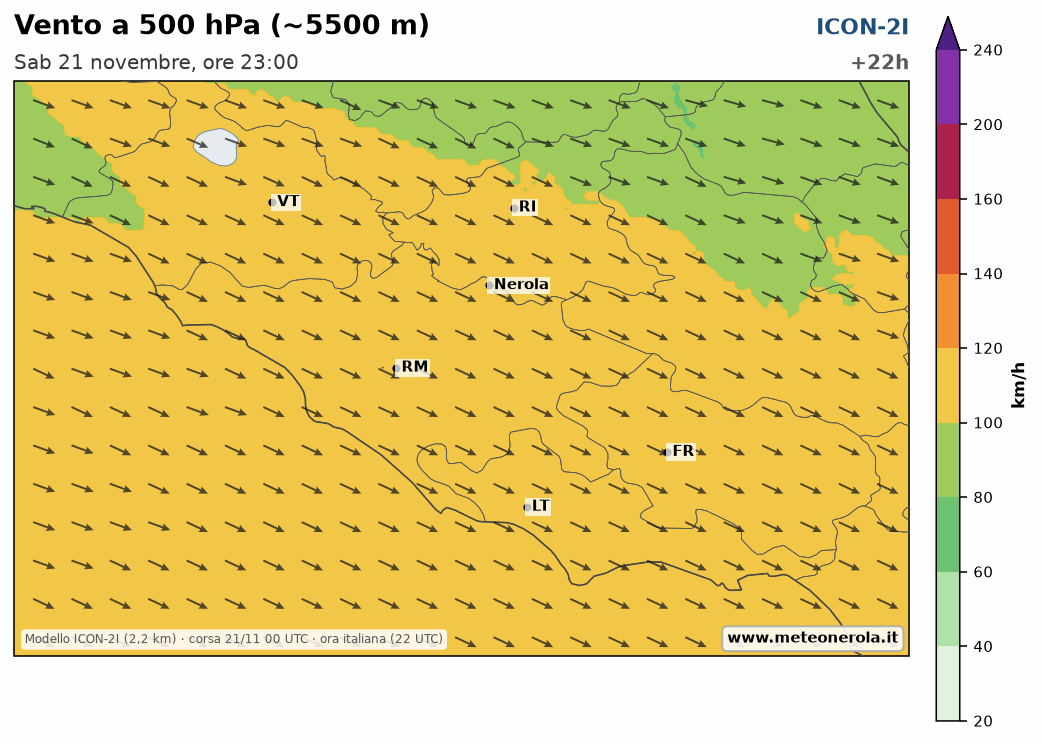 Vento a 500 hPa (~5500 m)
ICON-2I
Sab 21 novembre, ore 23:00
+22h
VT
RI
Nerola
RM
FR
LT
Modello ICON-2I (2,2 km) · corsa 21/11 00 UTC · ora italiana (22 UTC)
www.meteonerola.it
240
200
160
140
120
100
80
60
40
20
km/h